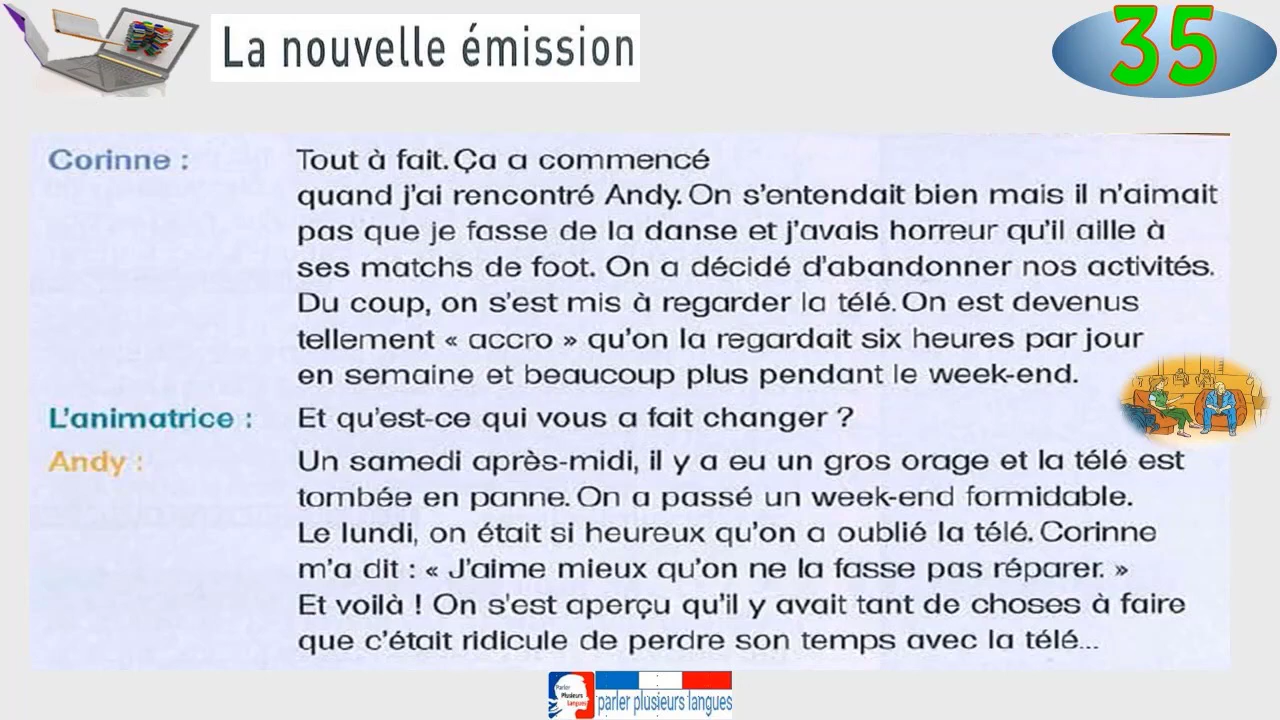 La nouvelle émission
35
Corinne : Tout à fait. Ça a commencé
quand j'ai rencontré Andy. On s'entendait bien mais il n'aimait
pas que je fasse de la danse et j'avais horreur qu'il aille à
ses matchs de foot. On a décidé d'abandonner nos activités.
Du coup, on s'est mis à regarder la télé. On est devenus
tellement « accro » qu'on la regardait six heures par jour
en semaine et beaucoup plus pendant le week-end.
L'animatrice : Et qu'est-ce qui vous a fait changer ?
Andy : Un samedi après-midi, il y a eu un gros orage et la télé est
tombée en panne. On a passé un week-end formidable.
Le lundi, on était si heureux qu'on a oublié la télé. Corinne
m'a dit : « J'aime mieux qu'on ne la fasse pas réparer. »
Et voilà ! On s'est aperçu qu'il y avait tant de choses à faire
que c'était ridicule de perdre son temps avec la télé...
Parler
Plusieurs
langues
parler plusieurs langues